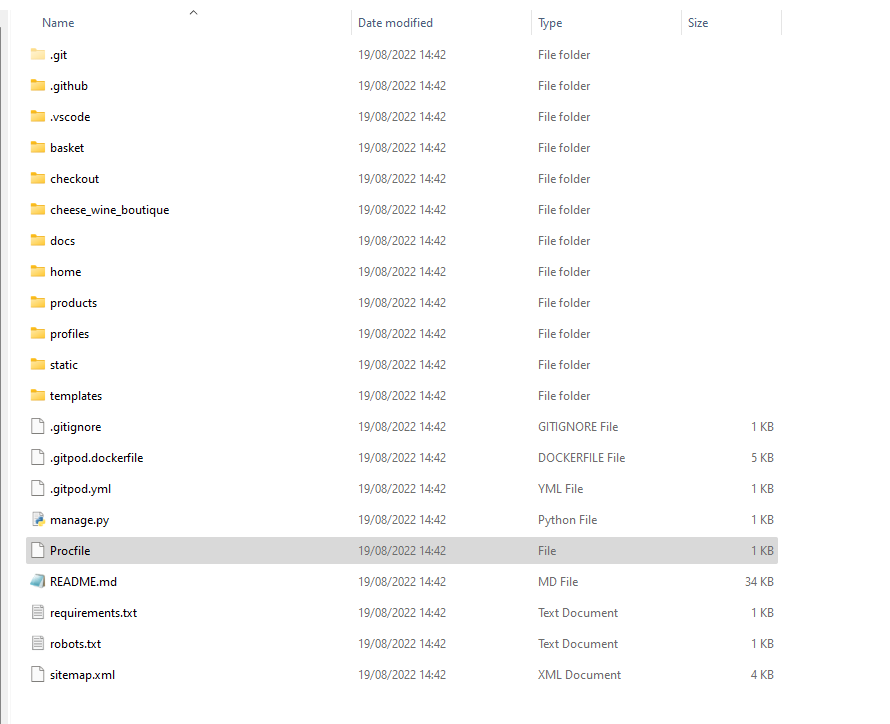 Name Date modified Type Size
.git 19/08/2022 14:42 File folder
.github 19/08/2022 14:42 File folder
.vscode 19/08/2022 14:42 File folder
basket 19/08/2022 14:42 File folder
checkout 19/08/2022 14:42 File folder
cheese_wine_boutique 19/08/2022 14:42 File folder
docs 19/08/2022 14:42 File folder
home 19/08/2022 14:42 File folder
products 19/08/2022 14:42 File folder
profiles 19/08/2022 14:42 File folder
static 19/08/2022 14:42 File folder
templates 19/08/2022 14:42 File folder
.gitignore 19/08/2022 14:42 GITIGNORE File 1 KB
.gitpod.dockerfile 19/08/2022 14:42 DOCKERFILE File 5 KB
.gitpod.yml 19/08/2022 14:42 YML File 1 KB
manage.py 19/08/2022 14:42 Python File 1 KB
Procfile 19/08/2022 14:42 File 1 KB
README.md 19/08/2022 14:42 MD File 34 KB
requirements.txt 19/08/2022 14:42 Text Document 1 KB
robots.txt 19/08/2022 14:42 Text Document 1 KB
sitemap.xml 19/08/2022 14:42 XML Document 4 KB